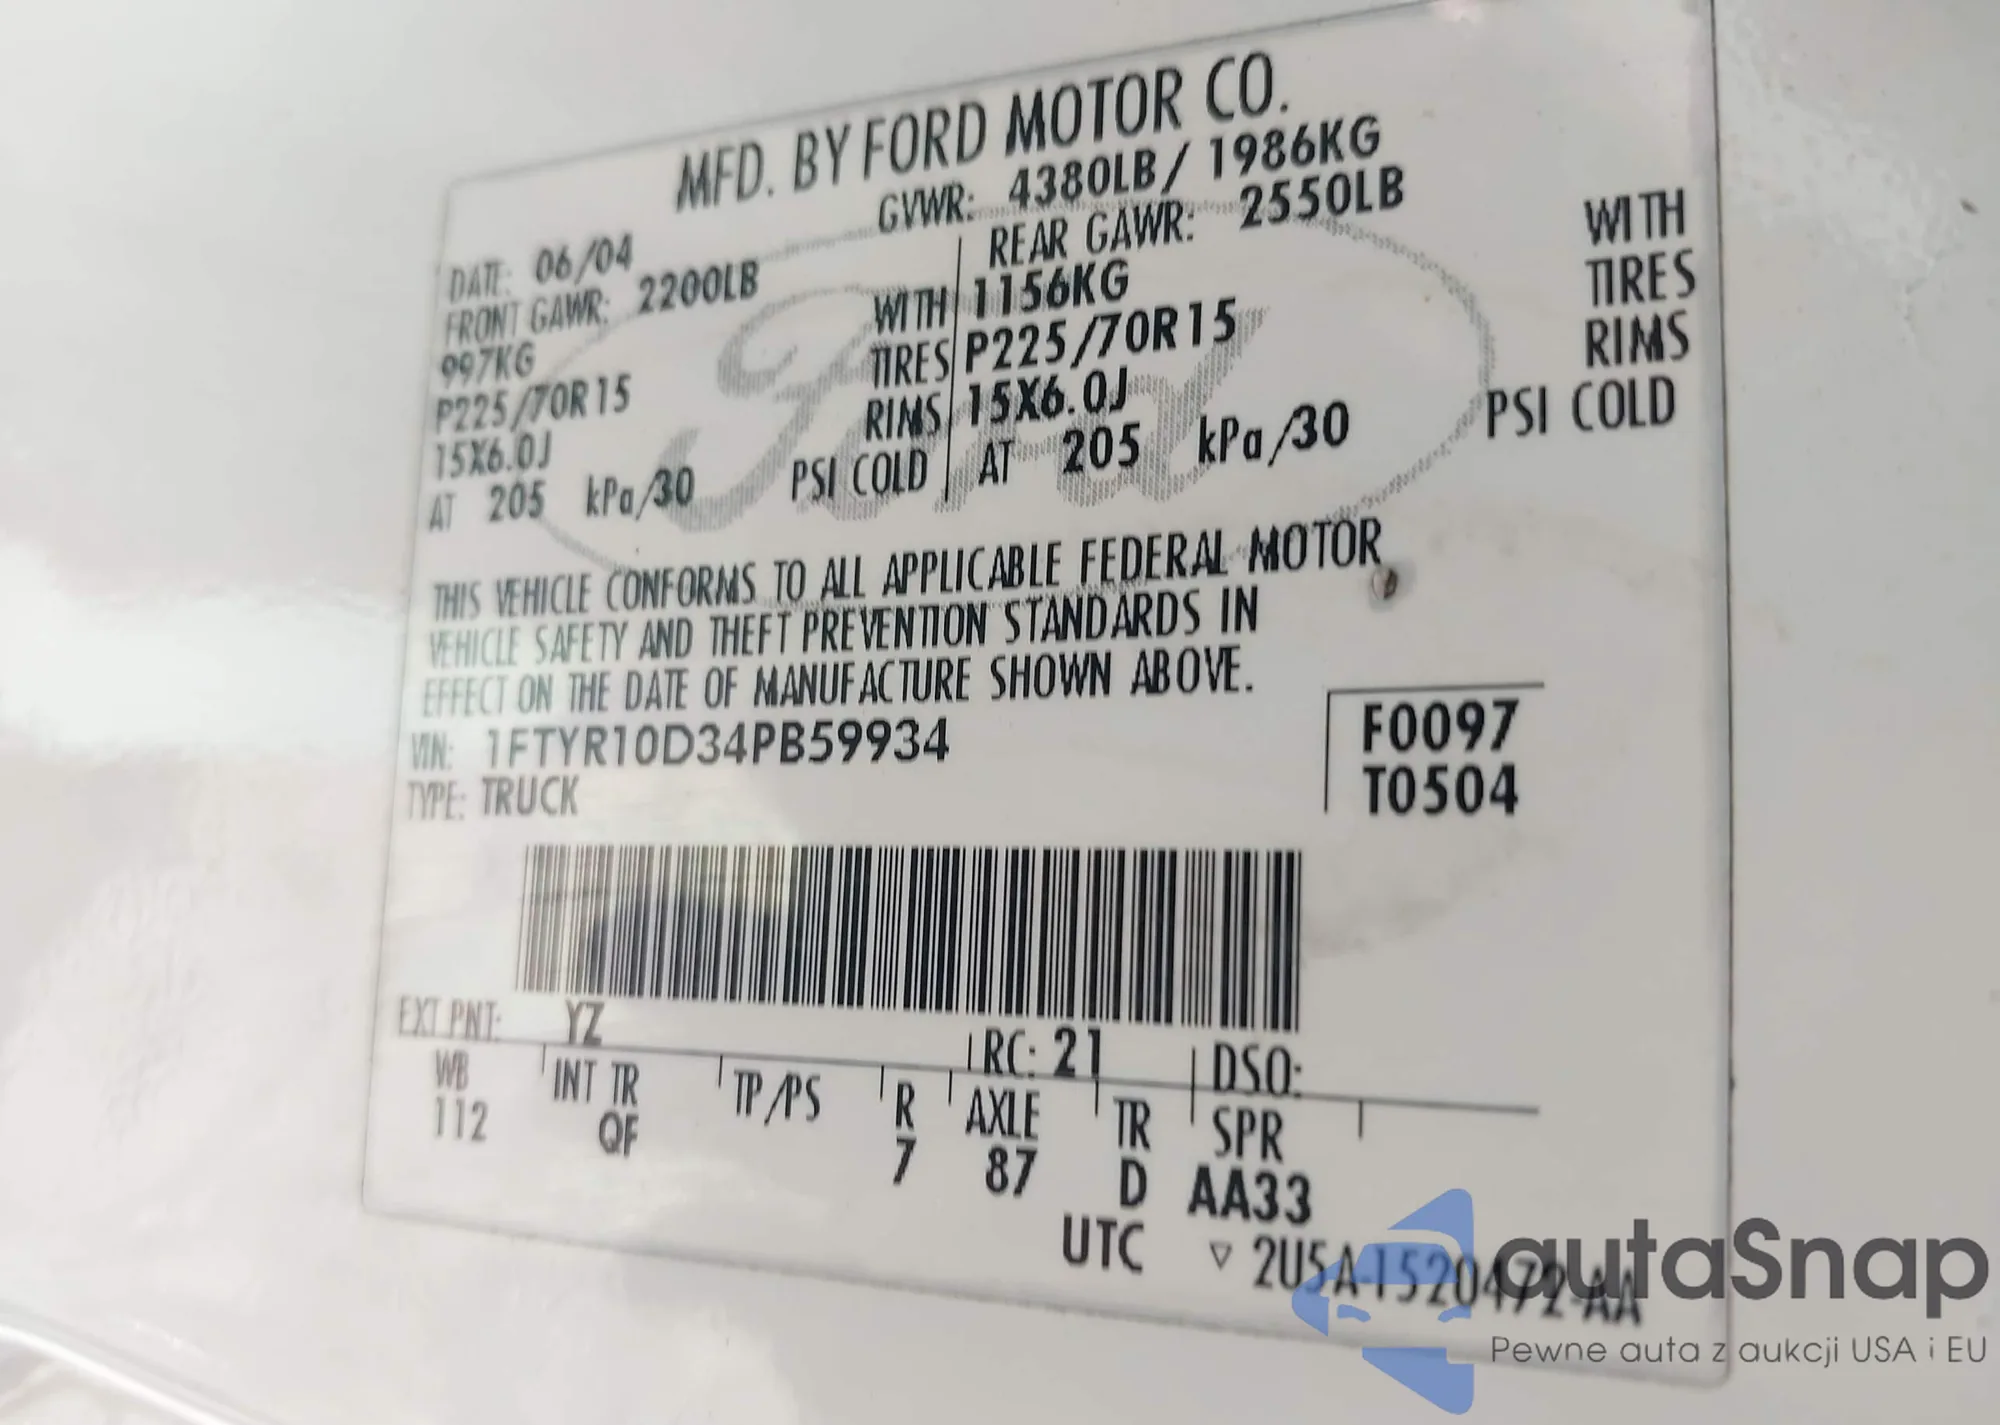 MFD. BY FORD MOTOR CO.
GVWR: 4380LB/ 1986KG
DATE: 06/04
FRONT GAWR: 2200LB
997KG
WITH
P225/70R15
TIRES
15X6.0J
RIMS
AT 205 kPa/30 PSI COLD
REAR GAWR: 2550LB
1156KG
WITH
P225/70R15
TIRES
15X6.0J
RIMS
AT 205 kPa/30 PSI COLD
Ford
THIS VEHICLE CONFORMS TO ALL APPLICABLE FEDERAL MOTOR
VEHICLE SAFETY AND THEFT PREVENTION STANDARDS IN
EFFECT ON THE DATE OF MANUFACTURE SHOWN ABOVE.
VIN: 1FTYR10D34PB59934
TYPE: TRUCK
F0097
T0504
EXT PNT: YZ RC: 21 DSO:
WB INT TR TP/PS R AXLE TR SPR
112 QF 7 87 D AA33
UTC ▽ 2U5A-1520472-AA
autaSnap
Pewne auta z aukcji USA i EU